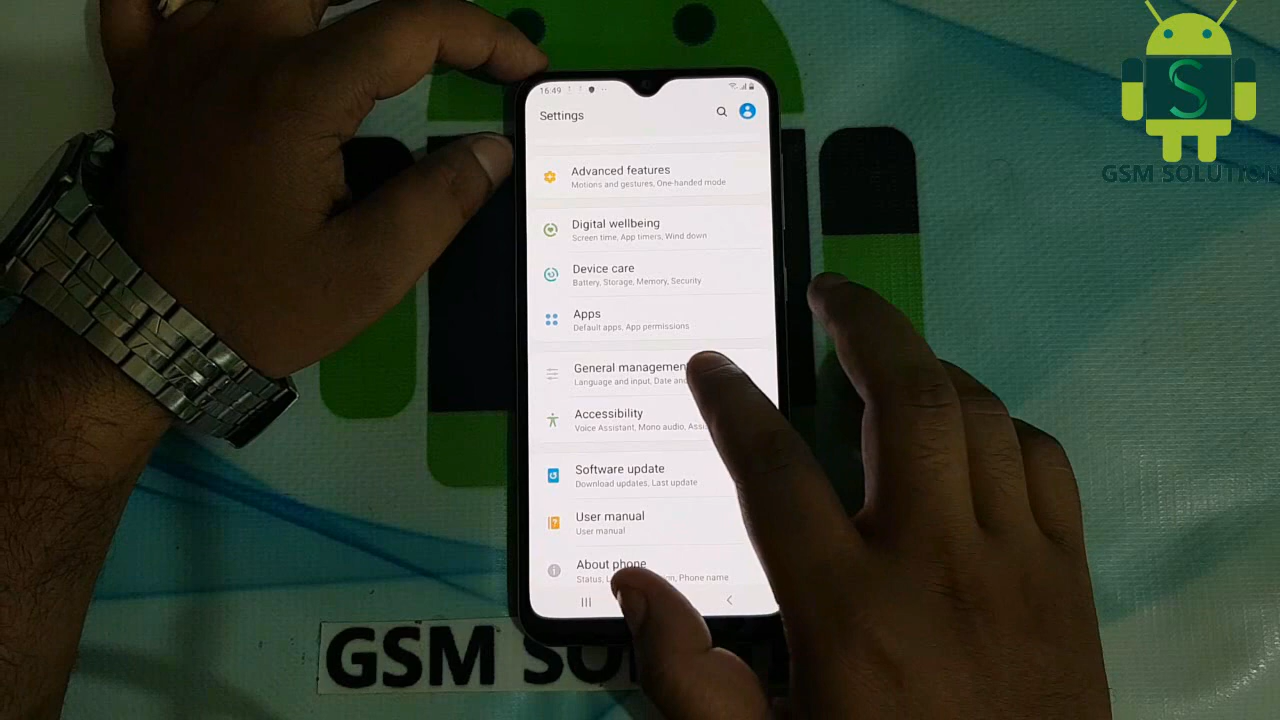 16:49
Settings
Advanced features
Motions and gestures, One-handed mode
Digital wellbeing
Screen time, App timers, Wind down
Device care
Battery, Storage, Memory, Security
Apps
Default apps, App permissions
General managemen
Language and input, Date an
Accessibility
Voice Assistant, Mono audio, Assi
Software update
Download updates, Last update
User manual
User manual
About phone
Status, L n, Phone name
GSM SO
S
GSM SOLUTION